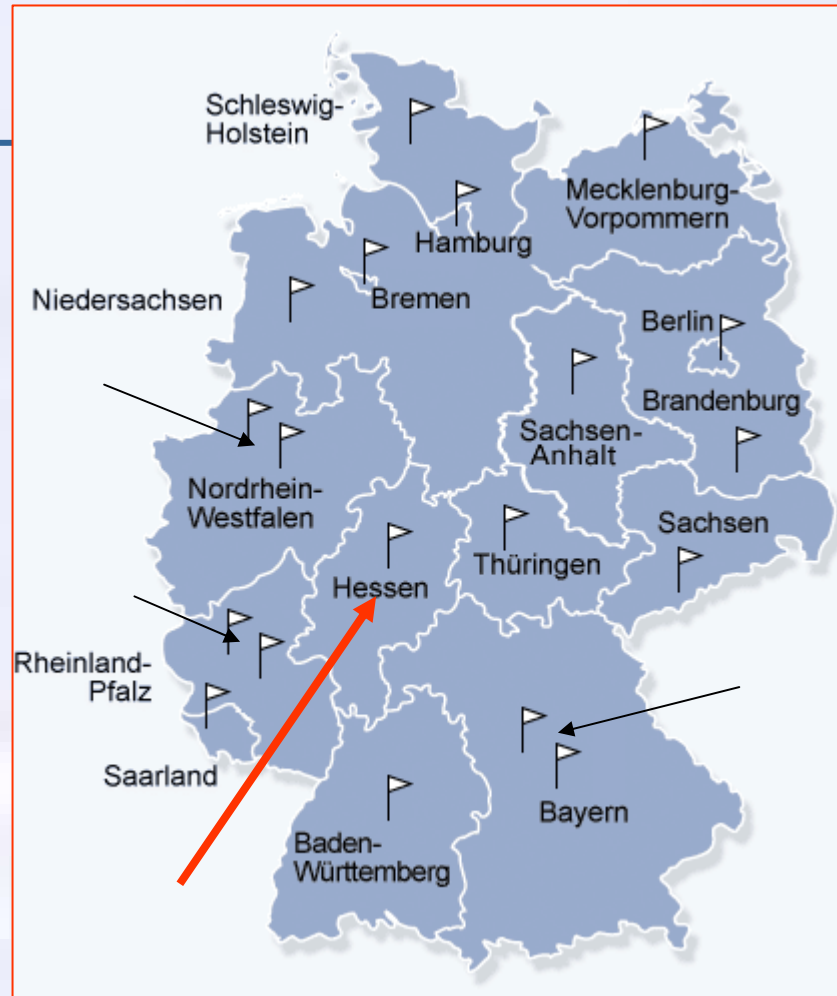 Schleswig-
Holstein
Mecklenburg-
Vorpommern
Hamburg
Niedersachsen
Bremen
Berlin
Brandenburg
Sachsen-
Anhalt
Nordrhein-
Westfalen
Sachsen
Thüringen
Hessen
Rheinland-
Pfalz
Saarland
Bayern
Baden-
Württemberg